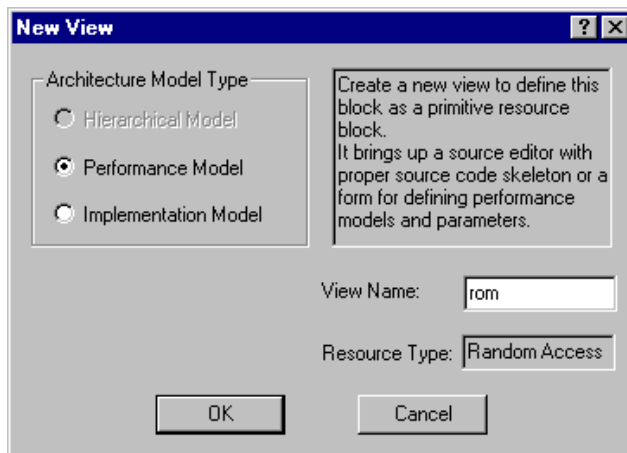 New View
Architecture Model Type
Hierarchical Model
Performance Model
Implementation Model
Create a new view to define this
block as a primitive resource
block.
It brings up a source editor with
proper source code skeleton or a
form for defining performance
models and parameters.
View Name: rom
Resource Type: Random Access
OK Cancel